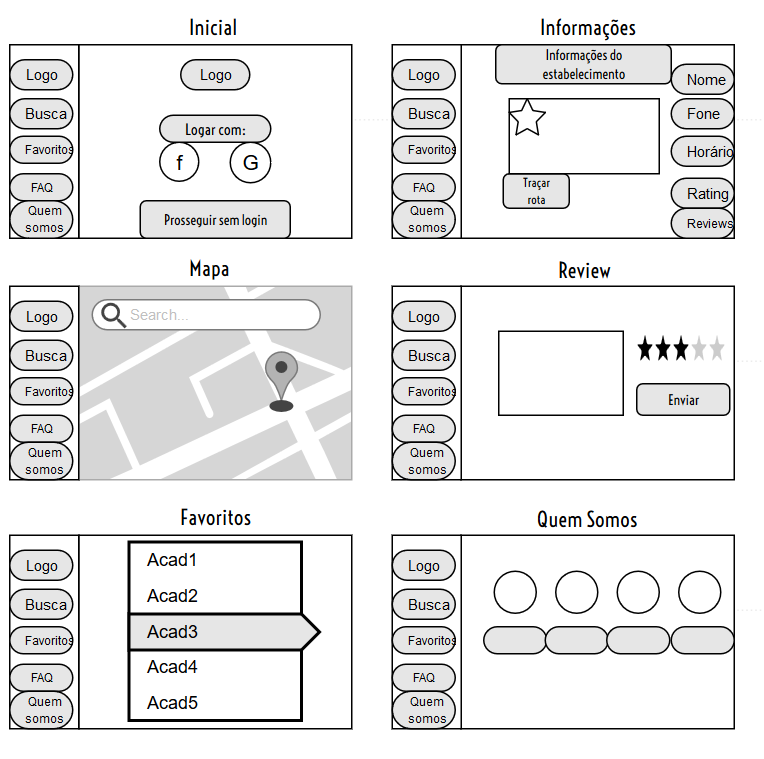 Inicial
Logo
Busca
Favoritos
FAQ
Quem
somos
Logo
Logar com:
f
G
Prosseguir sem login
Informações
Logo
Busca
Favoritos
FAQ
Quem
somos
Informações do
estabelecimento
Traçar
rota
Nome
Fone
Horário
Rating
Reviews
Mapa
Logo
Busca
Favoritos
FAQ
Quem
somos
Search...
Review
Logo
Busca
Favoritos
FAQ
Quem
somos
Enviar
Favoritos
Logo
Busca
Favoritos
FAQ
Quem
somos
Acad1
Acad2
Acad3
Acad4
Acad5
Quem Somos
Logo
Busca
Favoritos
FAQ
Quem
somos